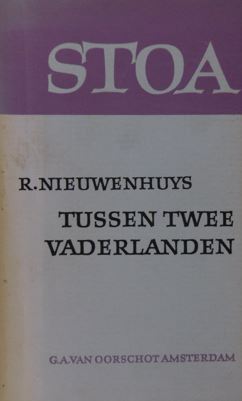 STOA
R.NIEUWENHUYS
TUSSEN TWEE
VADERLANDEN
G.A.VAN OORSCHOT AMSTERDAM